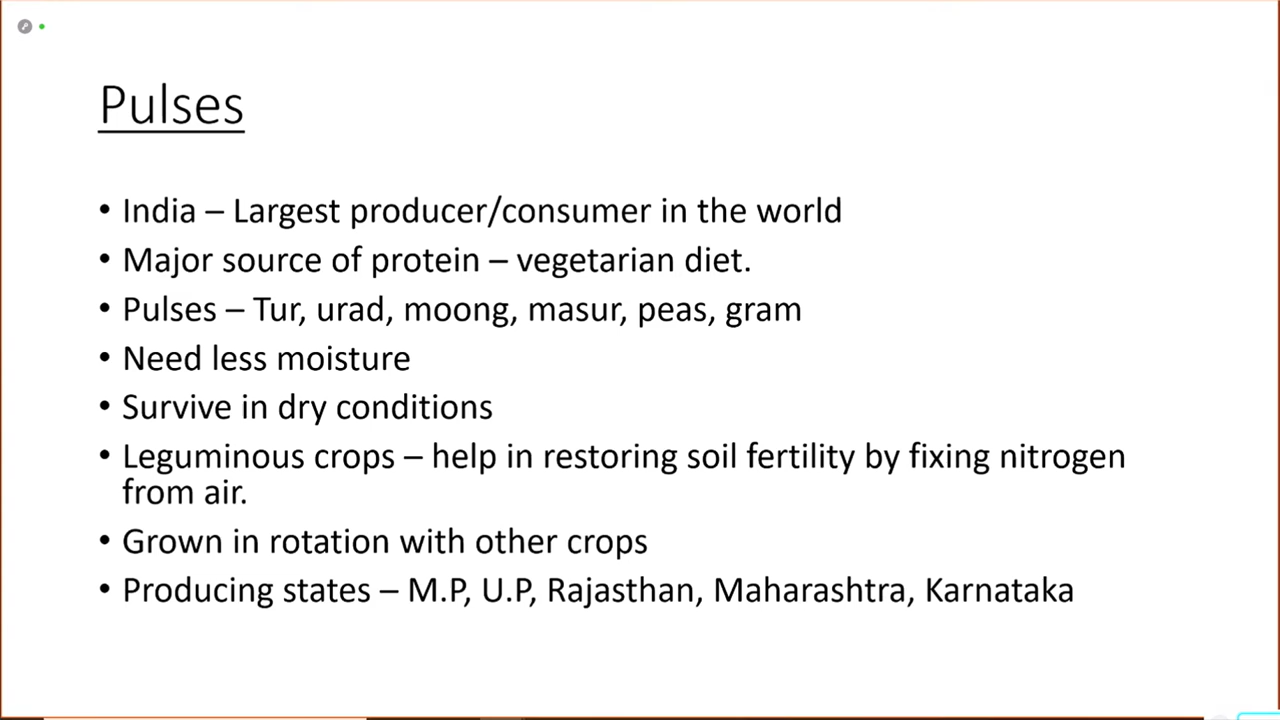 Pulses
• India – Largest producer/consumer in the world
• Major source of protein – vegetarian diet.
• Pulses – Tur, urad, moong, masur, peas, gram
• Need less moisture
• Survive in dry conditions
• Leguminous crops – help in restoring soil fertility by fixing nitrogen
from air.
• Grown in rotation with other crops
• Producing states – M.P, U.P, Rajasthan, Maharashtra, Karnataka